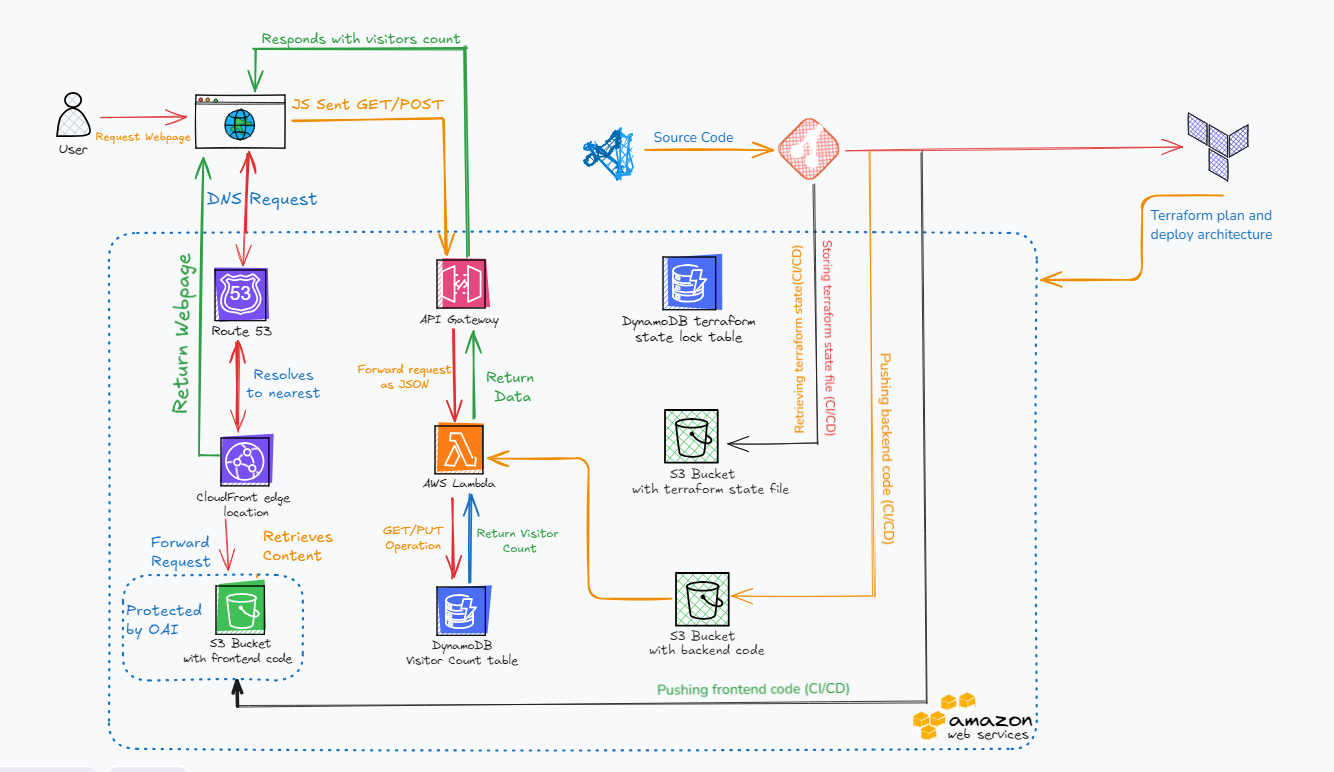 Responds with visitors count
JS Sent GET/POST
Request Webpage
User
Source Code
DNS Request
Terraform plan and
deploy architecture
Return Webpage
53
Route 53
API Gateway
DynamoDB terraform
state lock table
Retrieving terraform state(CI/CD)
Storing terraform state file (CI/CD)
Pushing backend code (CI/CD)
Resolves
to nearest
Forward request
as JSON
Return
Data
CloudFront edge
location
AWS Lambda
S3 Bucket
with terraform state file
Forward
Request
Retrieves
Content
GET/PUT
Operation
Return Visitor
Count
Protected
by OAI
S3 Bucket
with frontend code
DynamoDB
Visitor Count table
S3 Bucket
with backend code
Pushing frontend code (CI/CD)
amazon
web services